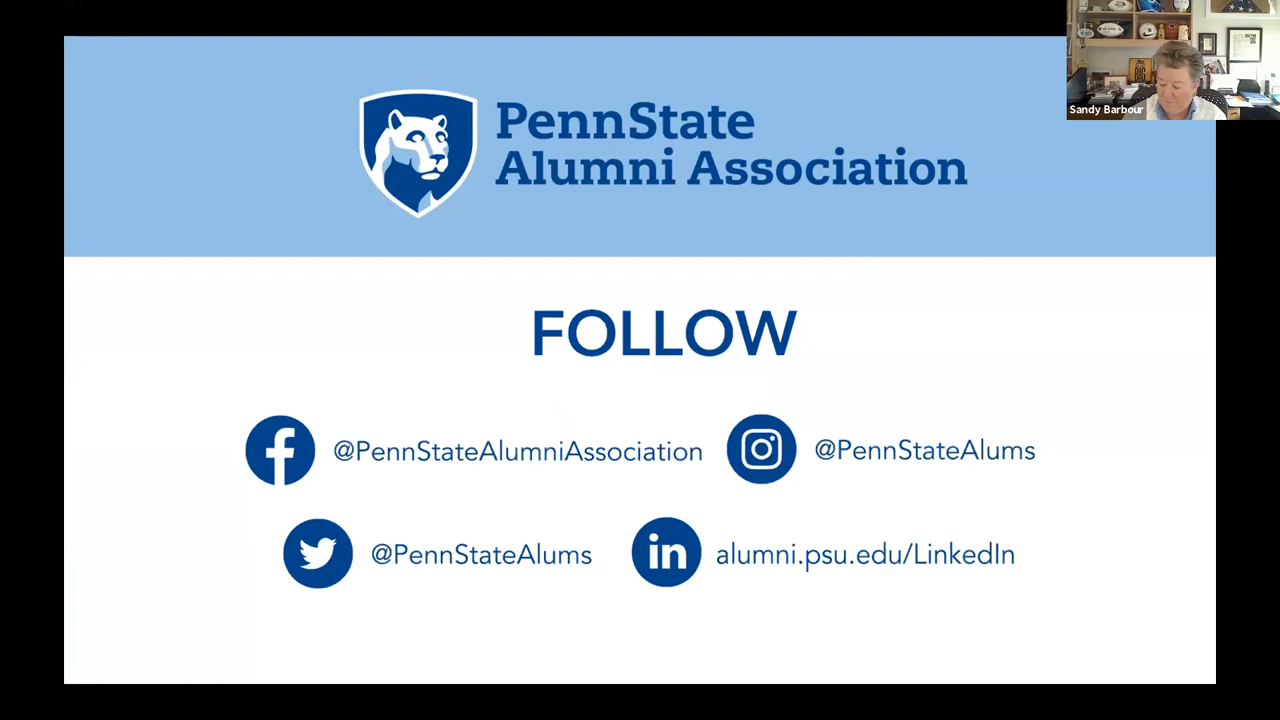 Sandy Barbour
PennState
Alumni Association
FOLLOW
@PennStateAlumniAssociation
@PennStateAlums
@PennStateAlums
alumni.psu.edu/LinkedIn